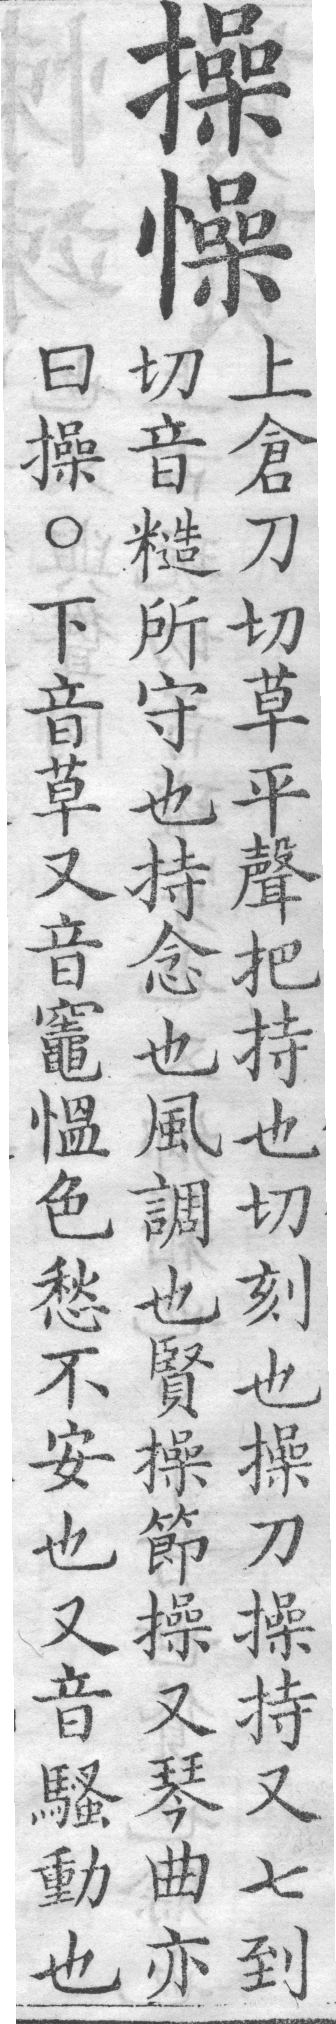 操懆
上倉刀切草平聲把持也切刻也操刀操持又七到
切音糙所守也持念也風調也賢操節操又琴曲亦
曰操○下音草又音竈慍色愁不安也又音騷動也